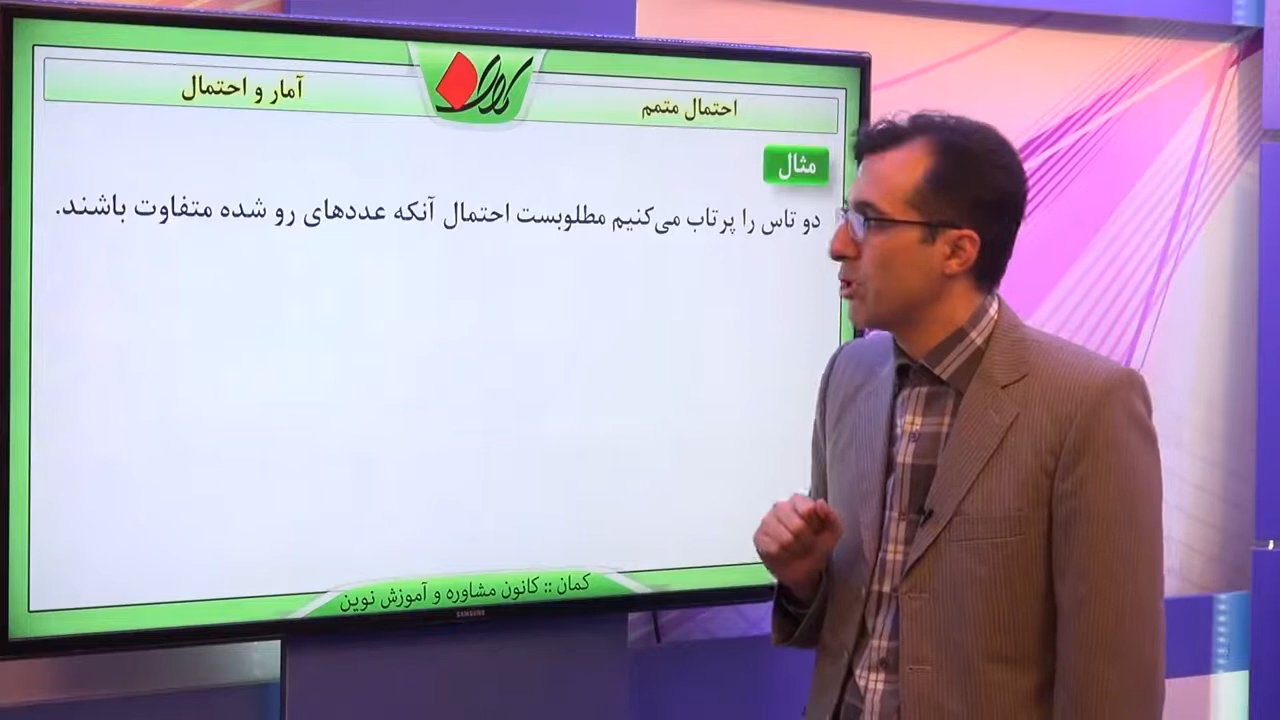 احتمال متمم
آمار و احتمال
مثال
دو تاس را پرتاب می‌کنیم مطلوبست احتمال آنکه عددهای رو شده متفاوت باشند.
کمان :: کانون مشاوره و آموزش نوین
SAMSUNG